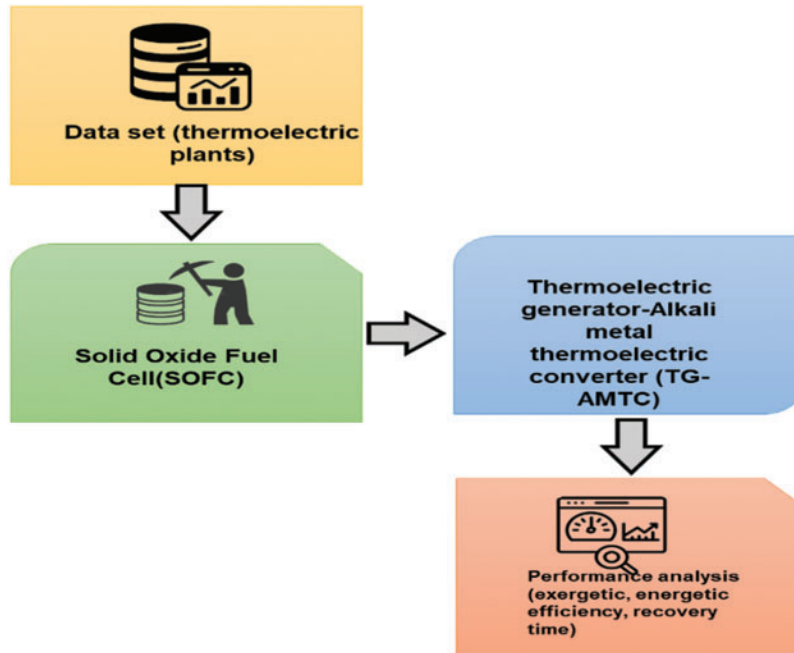 Data set (thermoelectric
plants)
Solid Oxide Fuel
Cell(SOFC)
Thermoelectric
generator-Alkali
metal
thermoelectric
converter (TG-
AMTC)
Performance analysis
(exergetic, energetic
efficiency, recovery
time)